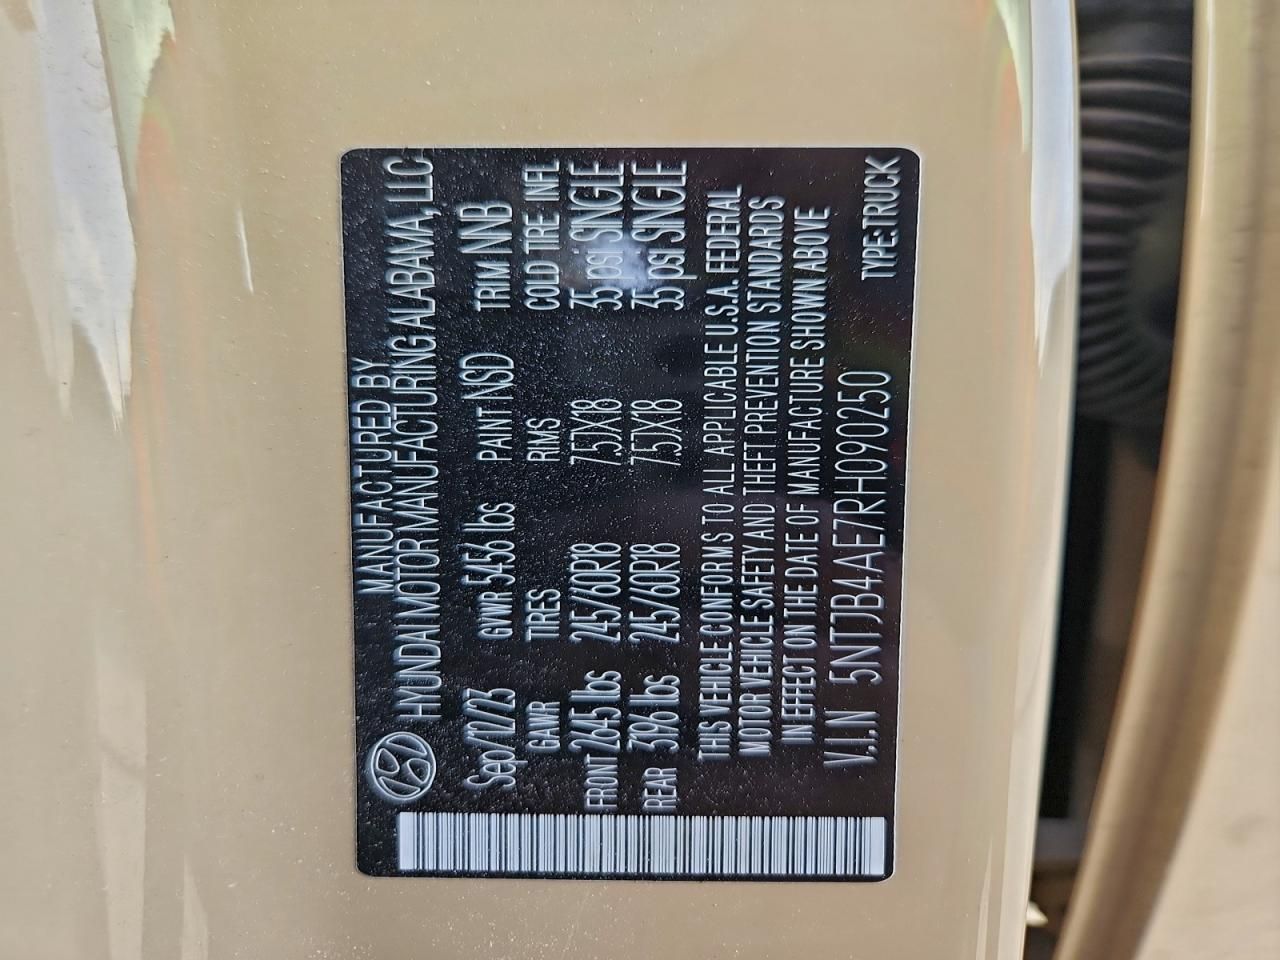 MANUFACTURED BY
HYUNDAI MOTOR MANUFACTURING ALABAMA, LLC
Sep/12/23 GVWR 5456 lbs PAINT NSD TRIM NNB
GAWR TIRES RIMS COLD TIRE INFL
FRONT 2645 lbs 245/60R18 7.5JX18 35 psi SINGLE
REAR 3196 lbs 245/60R18 7.5JX18 35 psi SINGLE
THIS VEHICLE CONFORMS TO ALL APPLICABLE U.S.A. FEDERAL
MOTOR VEHICLE SAFETY AND THEFT PREVENTION STANDARDS
IN EFFECT ON THE DATE OF MANUFACTURE SHOWN ABOVE
V.I.N 5NTJB4AE7RH090250
TYPE:TRUCK